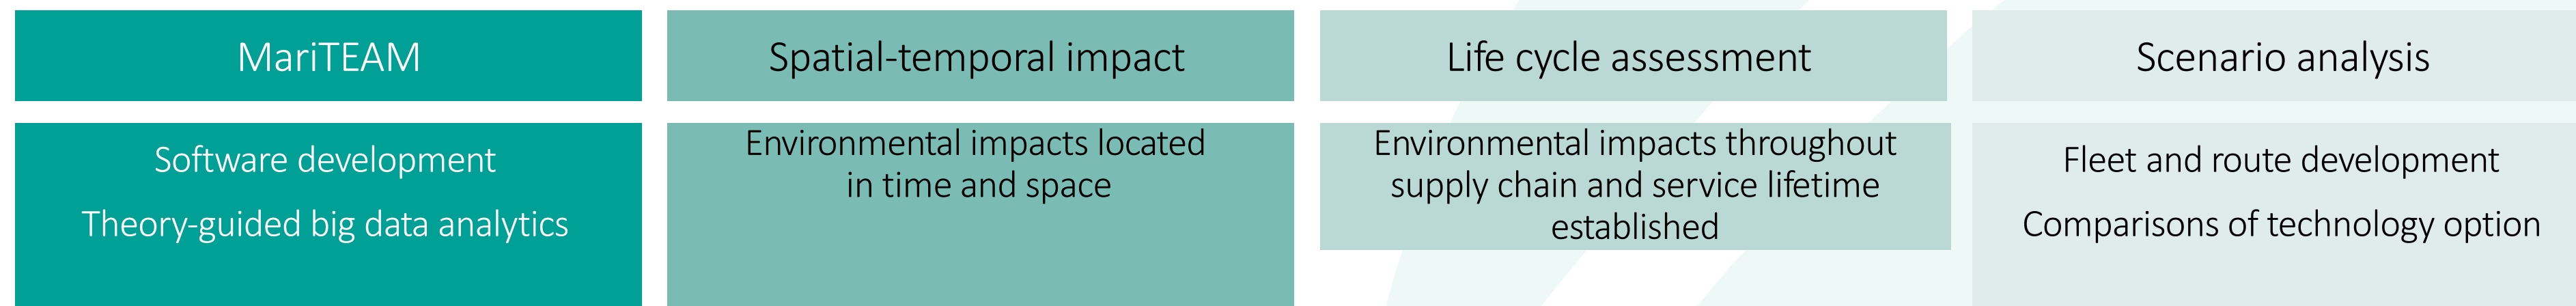 MariTEAM
Software development
Theory-guided big data analytics
Spatial-temporal impact
Environmental impacts located
in time and space
Life cycle assessment
Environmental impacts throughout
supply chain and service lifetime
established
Scenario analysis
Fleet and route development
Comparisons of technology option